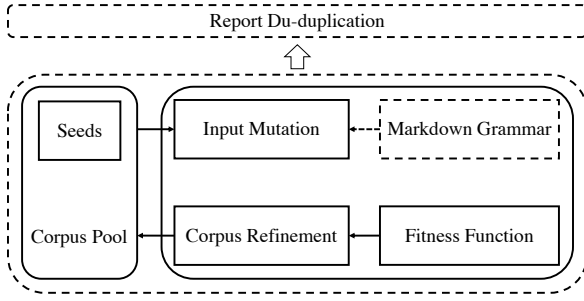 Report Du-duplication
Seeds
Input Mutation
Markdown Grammar
Corpus Pool
Corpus Refinement
Fitness Function